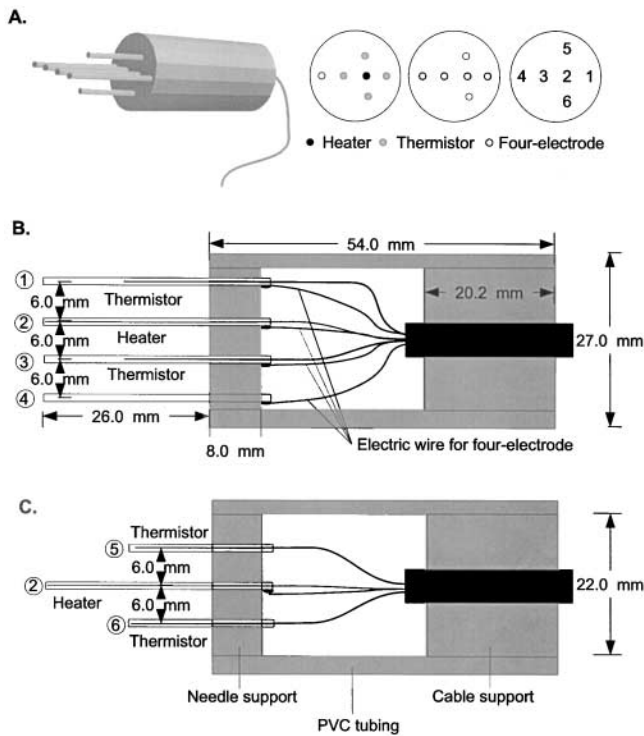 A.
5
4 3 2 1
6
● Heater ● Thermistor ○ Four-electrode
B.
54.0 mm
①
6.0 mm
Thermistor
20.2 mm
②
6.0 mm
Heater
27.0 mm
③
6.0 mm
Thermistor
④
26.0 mm
8.0 mm
Electric wire for four-electrode
C.
Thermistor
⑤
6.0 mm
②
Heater
6.0 mm
22.0 mm
⑥
Thermistor
Needle support
Cable support
PVC tubing